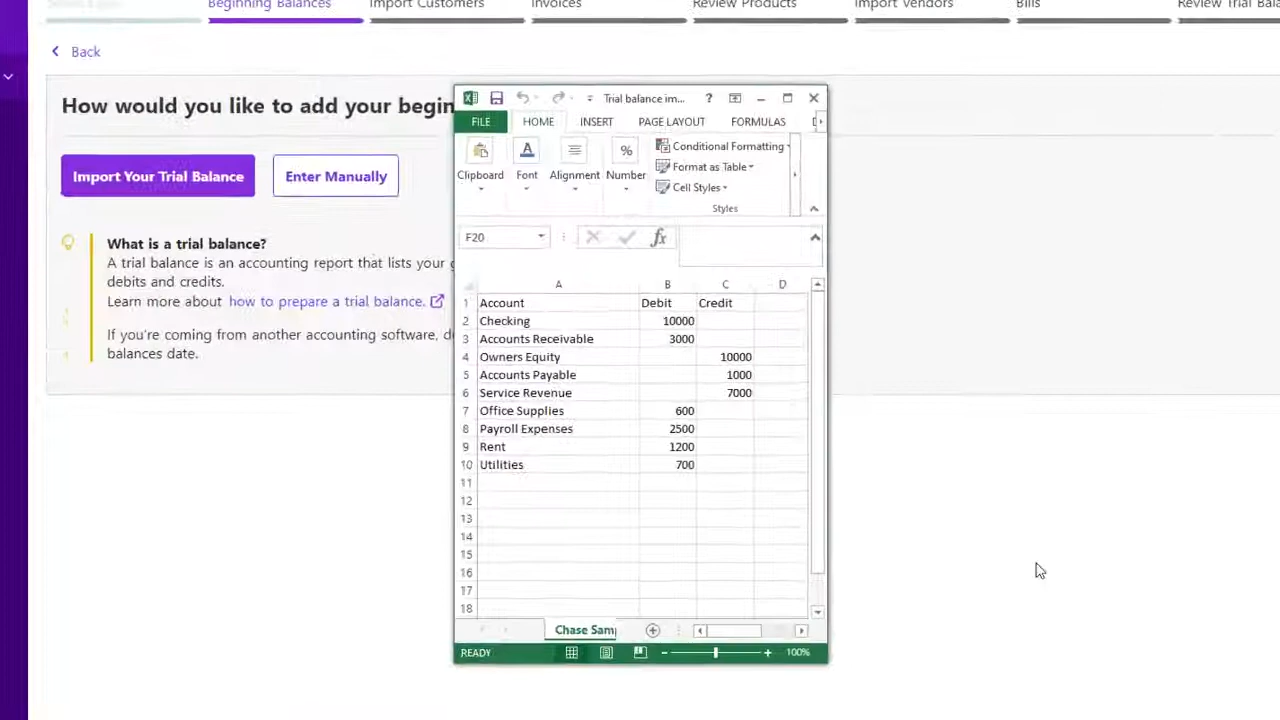 Beginning Balances
Import Customers
Invoices
Review Products
Import Vendors
Bills
Review Trial Bala
Back
How would you like to add your begin
Import Your Trial Balance
Enter Manually
What is a trial balance?
A trial balance is an accounting report that lists your g
debits and credits.
Learn more about how to prepare a trial balance.
If you're coming from another accounting software, d
balances date.
Trial balance im...
?
FILE
HOME
INSERT
PAGE LAYOUT
FORMULAS
Clipboard
Font
Alignment
%
Number
Conditional Formatting
Format as Table
Cell Styles
Styles
F20
fx
A B C D
1 Account Debit Credit
2 Checking 10000
3 Accounts Receivable 3000
4 Owners Equity 10000
5 Accounts Payable 1000
6 Service Revenue 7000
7 Office Supplies 600
8 Payroll Expenses 2500
9 Rent 1200
10 Utilities 700
11
12
13
14
15
16
17
18
Chase Sam
READY
100%